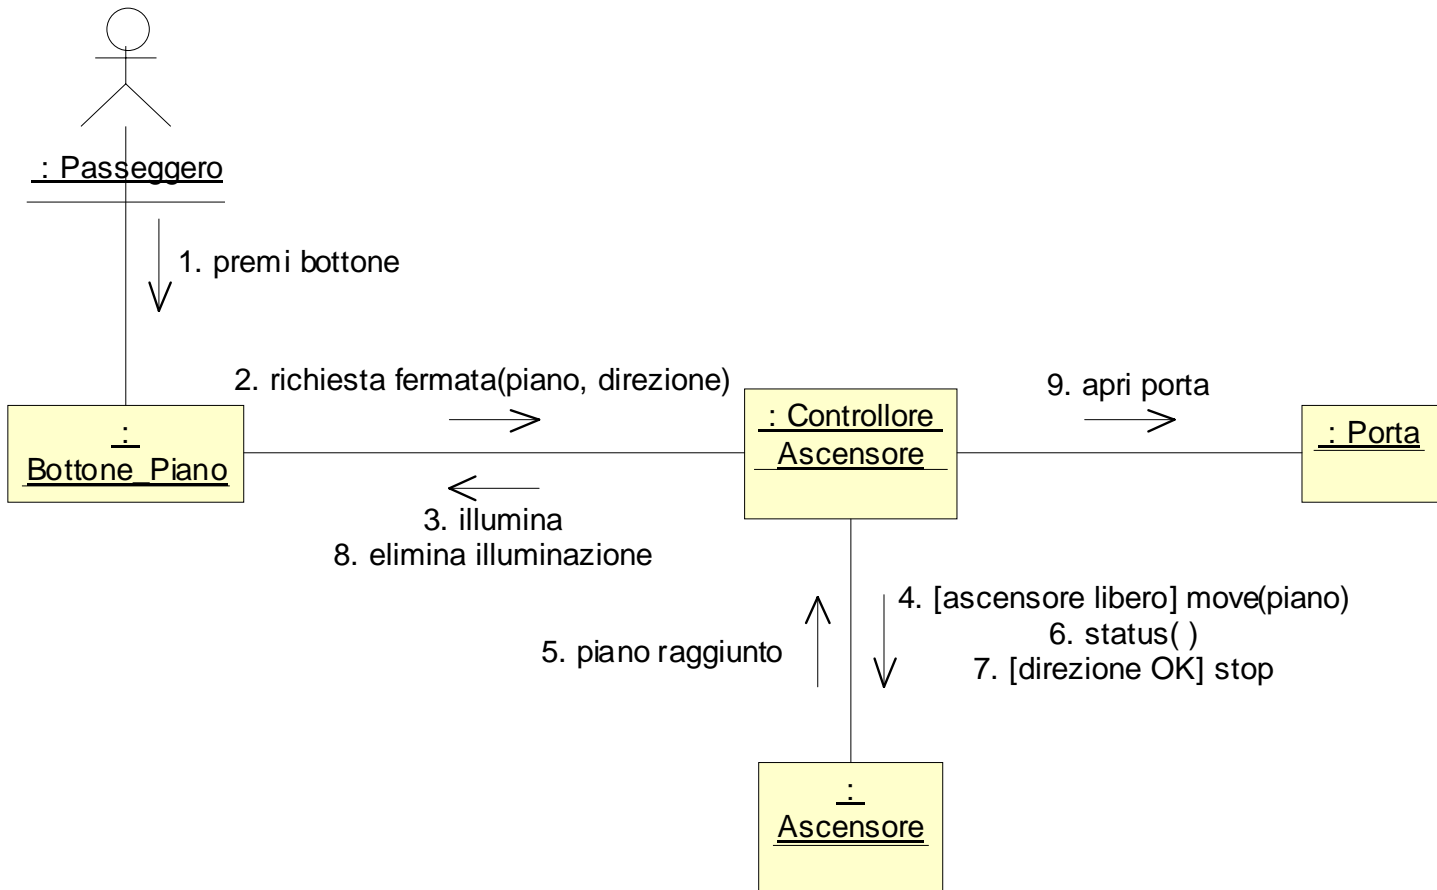 : Passeggero
1. premi bottone
2. richiesta fermata(piano, direzione)
9. apri porta
:
Bottone_Piano
: Controllore
Ascensore
: Porta
3. illumina
8. elimina illuminazione
4. [ascensore libero] move(piano)
6. status( )
7. [direzione OK] stop
5. piano raggiunto
:
Ascensore